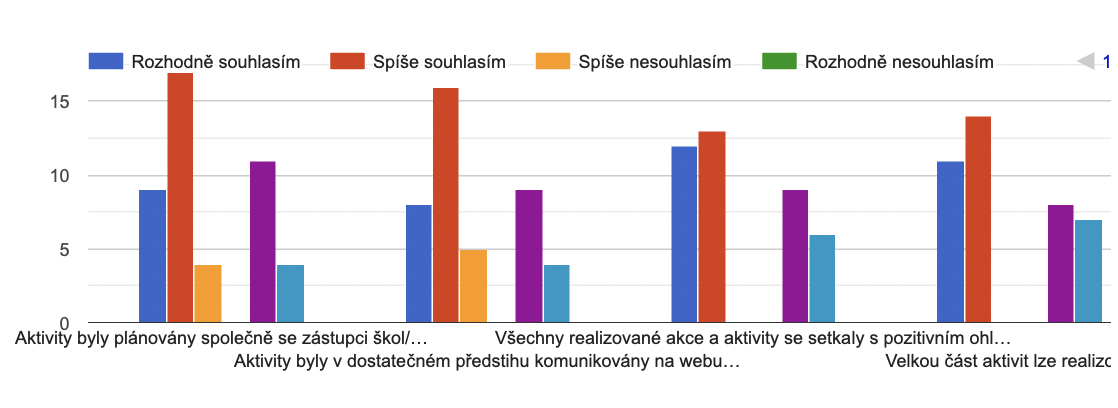 Rozhodně souhlasím Spíše souhlasím Spíše nesouhlasím Rozhodně nesouhlasím 1
15
10
5
0
Aktivity byly plánovány společně se zástupci škol/… Všechny realizované akce a aktivity se setkaly s pozitivním ohl…
Aktivity byly v dostatečném předstihu komunikovány na webu… Velkou část aktivit lze realizo